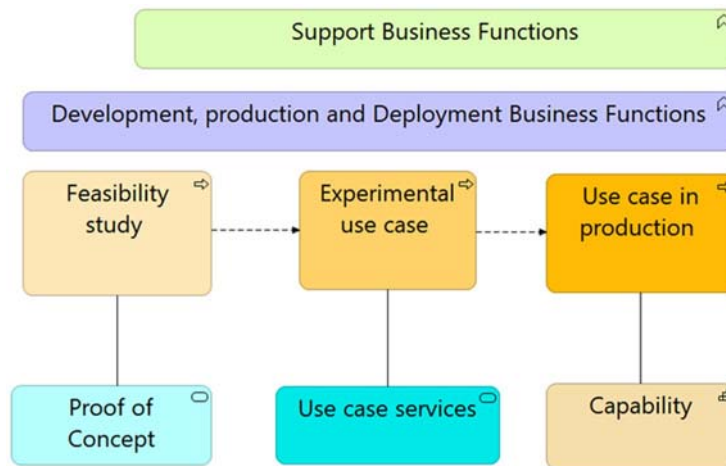 Support Business Functions
Development, production and Deployment Business Functions
Feasibility
study
Experimental
use case
Use case in
production
Proof of
Concept
Use case services
Capability